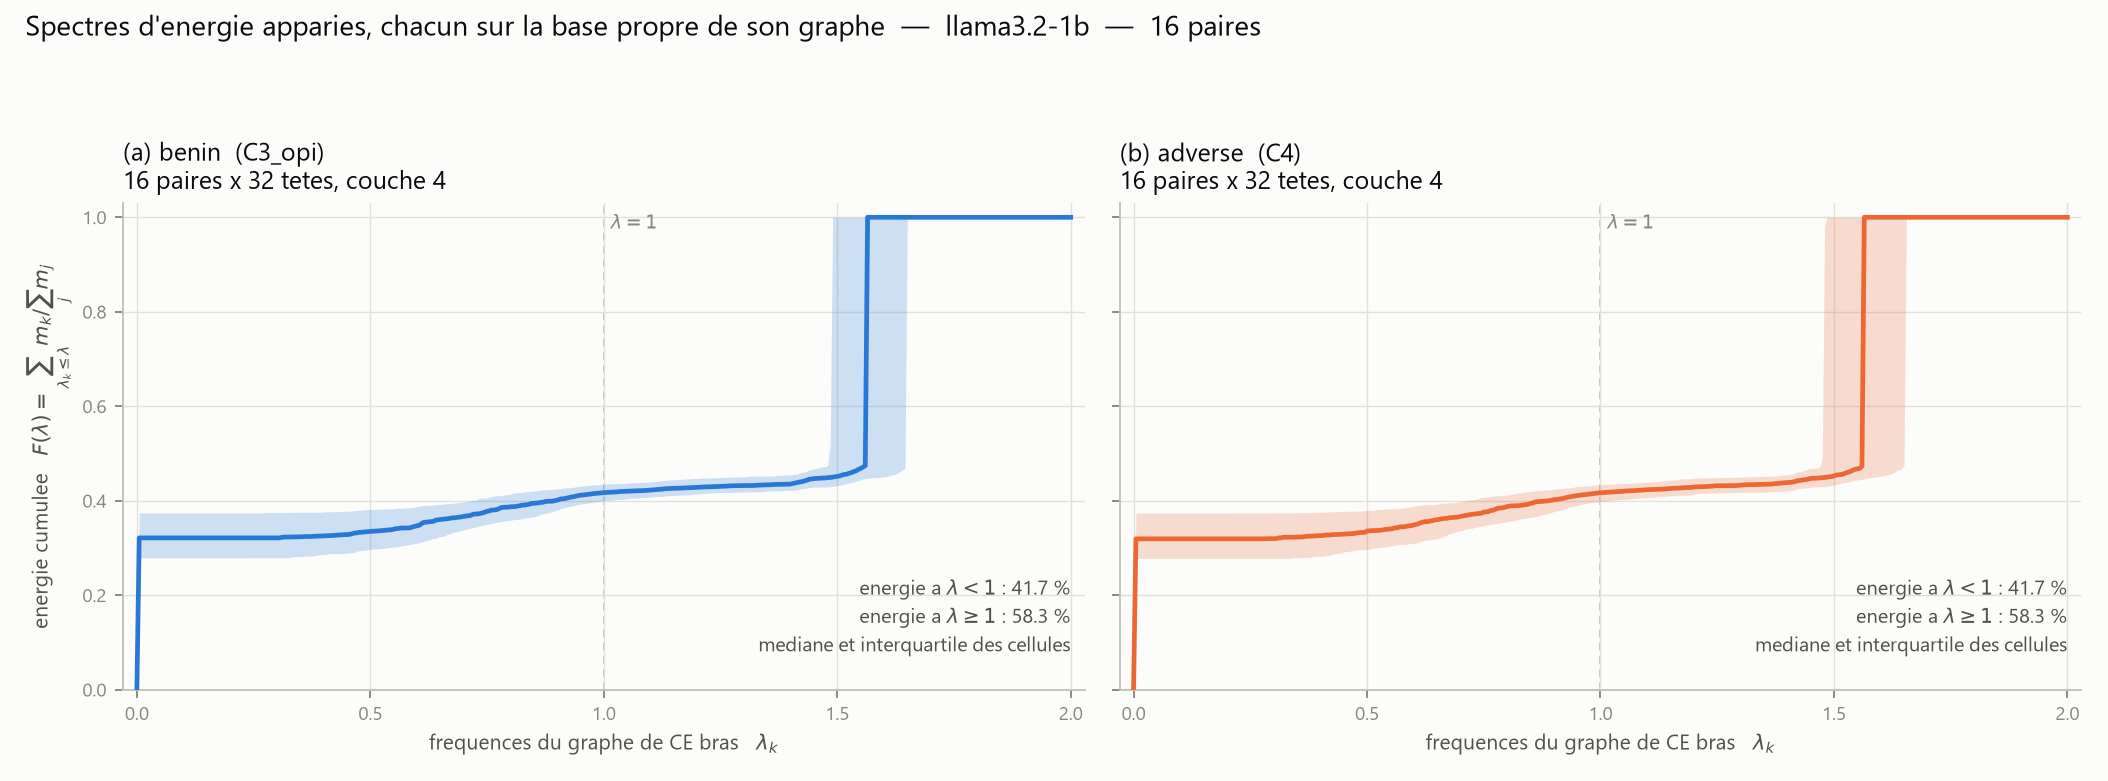 Spectres d'energie apparies, chacun sur la base propre de son graphe — llama3.2-1b — 16 paires
(a) benin (C3_opi)
16 paires x 32 tetes, couche 4
λ = 1
1.0
0.8
0.6
0.4
0.2
0.0
energie cumulee F(λ) = ∑_{λ_k ≤ λ} m_k/∑_j m_j
energie a λ < 1 : 41.7 %
energie a λ ≥ 1 : 58.3 %
mediane et interquartile des cellules
0.0 0.5 1.0 1.5 2.0
frequences du graphe de CE bras λ_k
(b) adverse (C4)
16 paires x 32 tetes, couche 4
λ = 1
energie a λ < 1 : 41.7 %
energie a λ ≥ 1 : 58.3 %
mediane et interquartile des cellules
0.0 0.5 1.0 1.5 2.0
frequences du graphe de CE bras λ_k